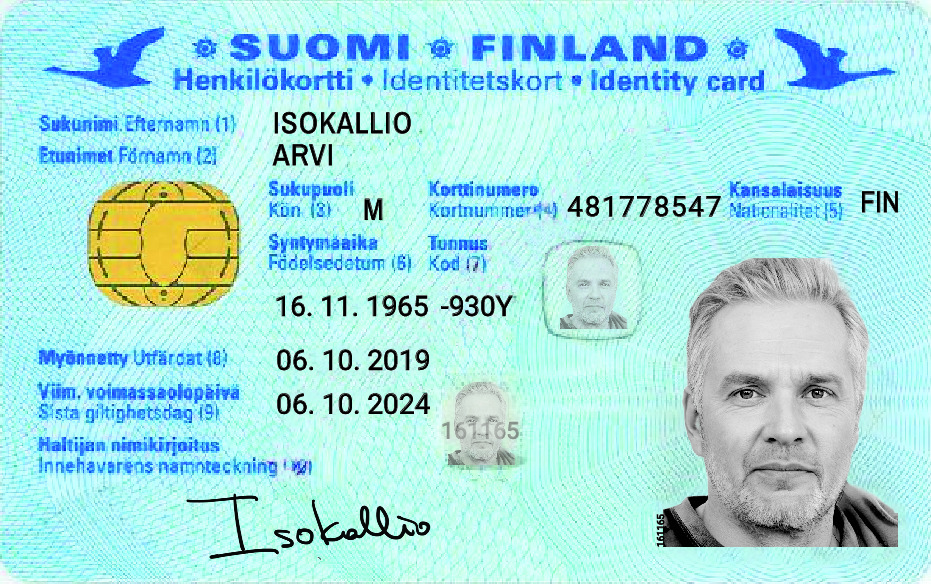 SUOMI FINLAND
Henkilökortti • Identitetskort • Identity card
Sukunimi Efternamn (1) ISOKALLIO
Etunimet Förnamn (2) ARVI
Sukupuoli Korttinumero Kansalaisuus
Kön (3) M Kortnummer (4) 481778547 Nationalitet (5) FIN
Syntymäaika Tunnus
Födelsedatum (6) Kod (7)
16. 11. 1965 -930Y
Myönnetty Utfärdat (8) 06. 10. 2019
Viim. voimassaolopäivä
Sista giltighetsdag (9) 06. 10. 2024
161165
Haltijan nimikirjoitus
Innehavarens namnteckning
Isokallio
161165